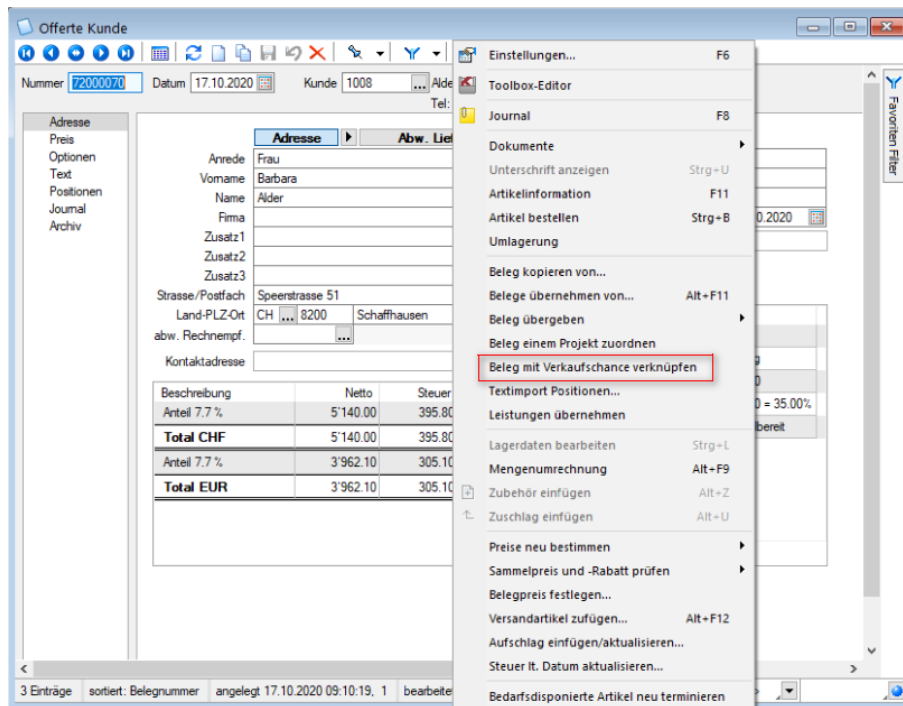 Offerte Kunde
Nummer 72000070 Datum 17.10.2020 Kunde 1008 ... Alde
Tel:
Adresse
Preis
Optionen
Text
Positionen
Journal
Archiv
Adresse Abw. Lief
Anrede Frau
Vorname Barbara
Name Alder
Firma
Zusatz1
Zusatz2
Zusatz3
Strasse/Postfach Speerstrasse 51
Land-PLZ-Ort CH ... 8200 Schaffhausen
abw. Rechnempf. ...
Kontaktadresse
Beschreibung Netto Steuer
Anteil 7.7 % 5'140.00 395.80
Total CHF 5'140.00 395.80
Anteil 7.7 % 3'962.10 305.10
Total EUR 3'962.10 305.10
Einstellungen... F6
Toolbox-Editor
Journal F8
Dokumente
Unterschrift anzeigen Strg+U
Artikelinformation F11
Artikel bestellen Strg+B
Umlagerung
Beleg kopieren von...
Belege übernehmen von... Alt+F11
Beleg übergeben
Beleg einem Projekt zuordnen
Beleg mit Verkaufschance verknüpfen
Textimport Positionen...
Leistungen übernehmen
Lagerdaten bearbeiten Strg+L
Mengenumrechnung Alt+F9
Zubehör einfügen Alt+Z
Zuschlag einfügen Alt+U
Preise neu bestimmen
Sammelpreis und -Rabatt prüfen
Belegpreis festlegen...
Versandartikel zufügen... Alt+F12
Aufschlag einfügen/aktualisieren...
Steuer lt. Datum aktualisieren...
Bedarfsdisponierte Artikel neu terminieren
0.2020
0 = 35.00%
bereit
Favoriten Filter
3 Einträge sortiert: Belegnummer angelegt 17.10.2020 09:10:19, 1 bearbeite